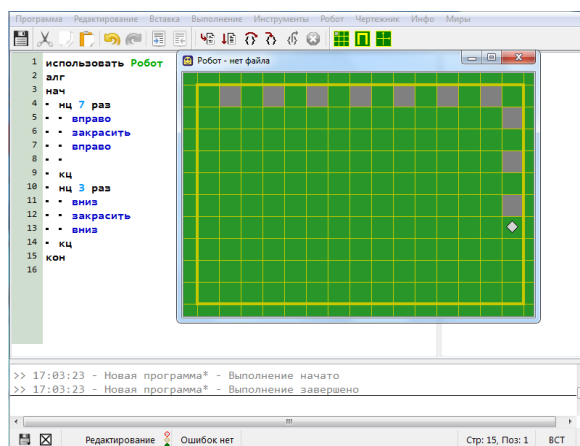 Программа Редактирование Вставка Выполнение Инструменты Робот Чертежник Инфо Миры
Робот - нет файла
1 использовать Робот
2 алг
3 нач
4 нц 7 раз
5 вправо
6 закрасить
7 вправо
8
9 кц
10 нц 3 раз
11 вниз
12 закрасить
13 вниз
14 кц
15 кон
16
>> 17:03:23 - Новая программа* - Выполнение начато
>> 17:03:23 - Новая программа* - Выполнение завершено
Редактирование Ошибок нет Стр: 15, Поз: 1 ВСТ